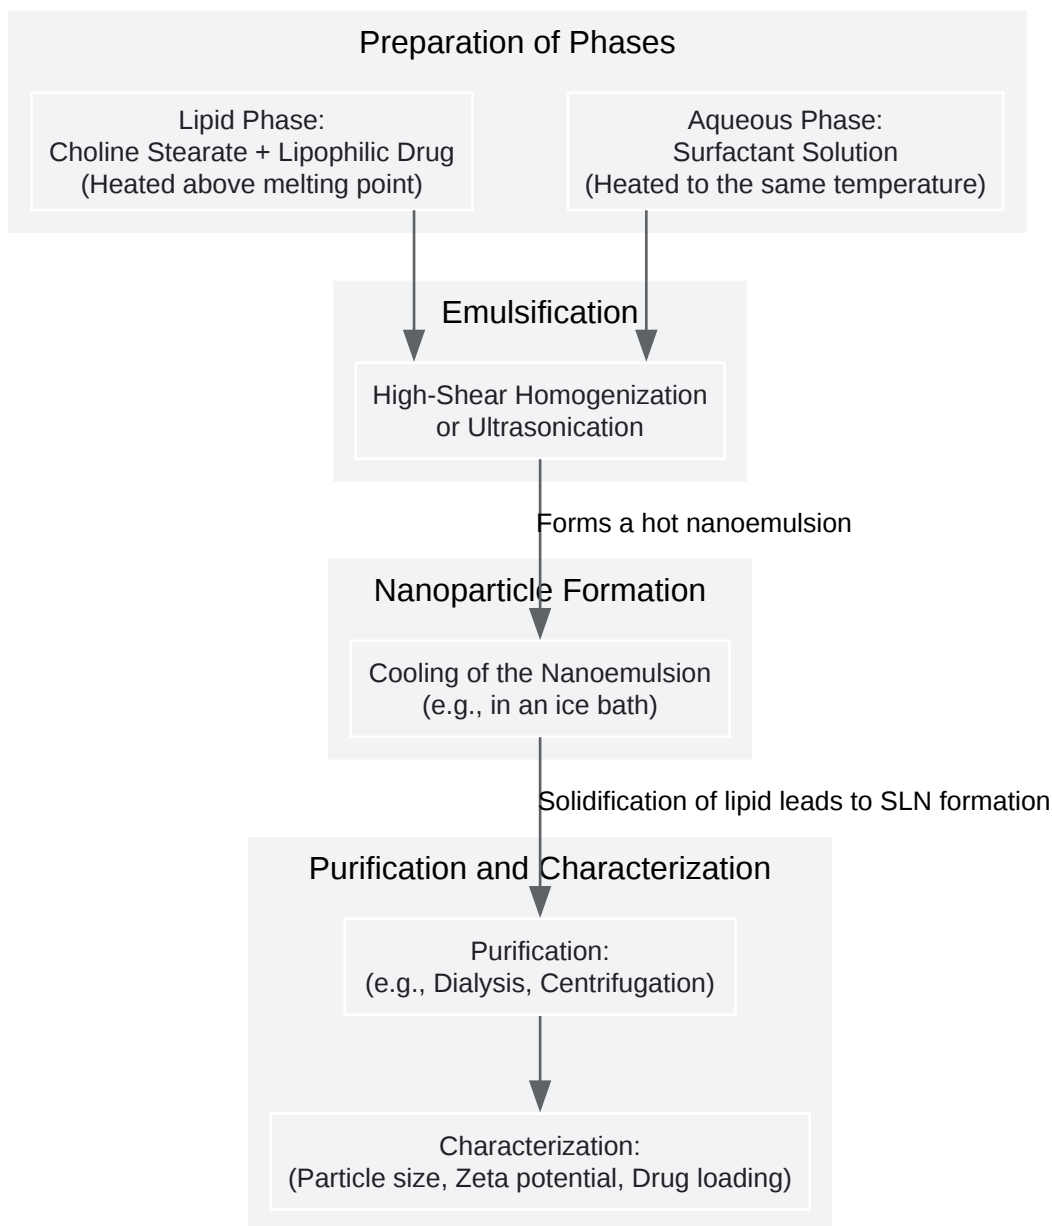 Preparation of Phases
Lipid Phase:
Choline Stearate + Lipophilic Drug
(Heated above melting point)
Aqueous Phase:
Surfactant Solution
(Heated to the same temperature)
Emulsification
High-Shear Homogenization
or Ultrasonication
Forms a hot nanoemulsion
Nanoparticle Formation
Cooling of the Nanoemulsion
(e.g., in an ice bath)
Solidification of lipid leads to SLN formation
Purification and Characterization
Purification:
(e.g., Dialysis, Centrifugation)
Characterization:
(Particle size, Zeta potential, Drug loading)